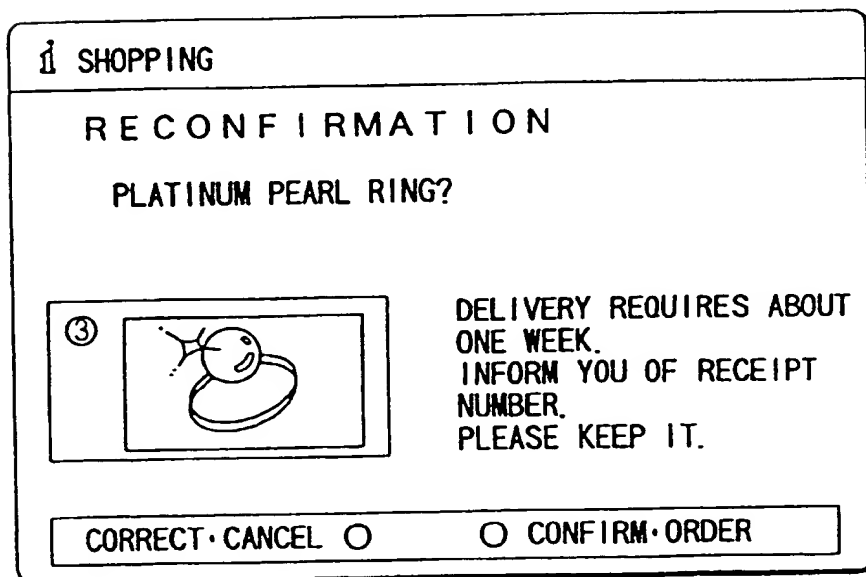 SHOPPING
RECONFIRMATION
PLATINUM PEARL RING?
③
DELIVERY REQUIRES ABOUT
ONE WEEK.
INFORM YOU OF RECEIPT
NUMBER.
PLEASE KEEP IT.
CORRECT·CANCEL ○ ○ CONFIRM·ORDER